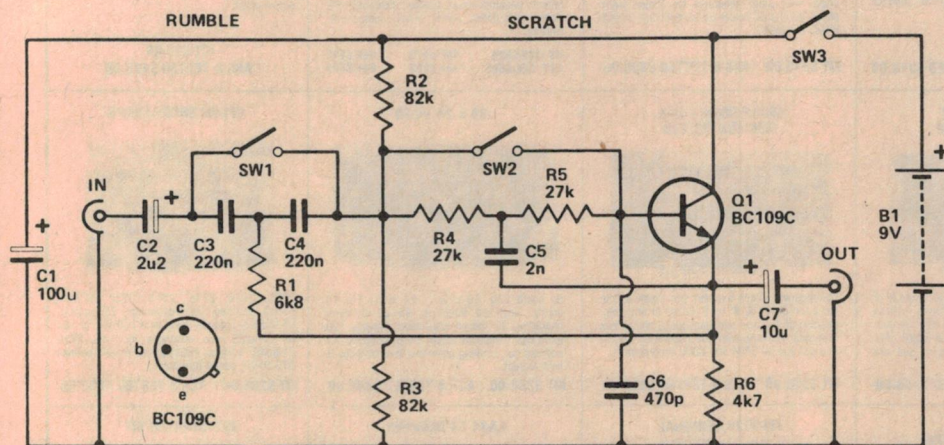 RUMBLE
SCRATCH
SW3
R2
82k
SW1
SW2
R5
27k
IN
+
Q1
BC109C
+
B1
9V
+
C2
2u2
C3
220n
C4
220n
R4
27k
C5
2n
+
OUT
C1
100u
R1
6k8
C7
10u
c
b
e
BC109C
R3
82k
C6
470p
R6
4k7